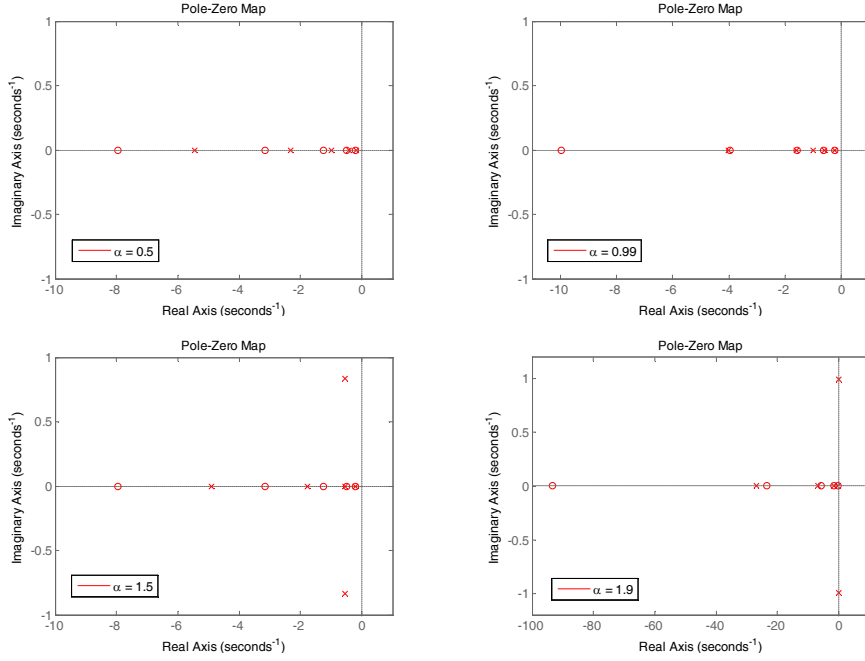 Pole-Zero Map
1
0.5
0
-0.5
-1
Imaginary Axis (seconds-1)
α = 0.5
-10 -8 -6 -4 -2 0
Real Axis (seconds-1)
Pole-Zero Map
1
0.5
0
-0.5
-1
Imaginary Axis (seconds-1)
α = 0.99
-10 -8 -6 -4 -2 0
Real Axis (seconds-1)
Pole-Zero Map
1
0.5
0
-0.5
-1
Imaginary Axis (seconds-1)
α = 1.5
-10 -8 -6 -4 -2 0
Real Axis (seconds-1)
Pole-Zero Map
1
0.5
0
-0.5
-1
Imaginary Axis (seconds-1)
α = 1.9
-100 -80 -60 -40 -20 0
Real Axis (seconds-1)